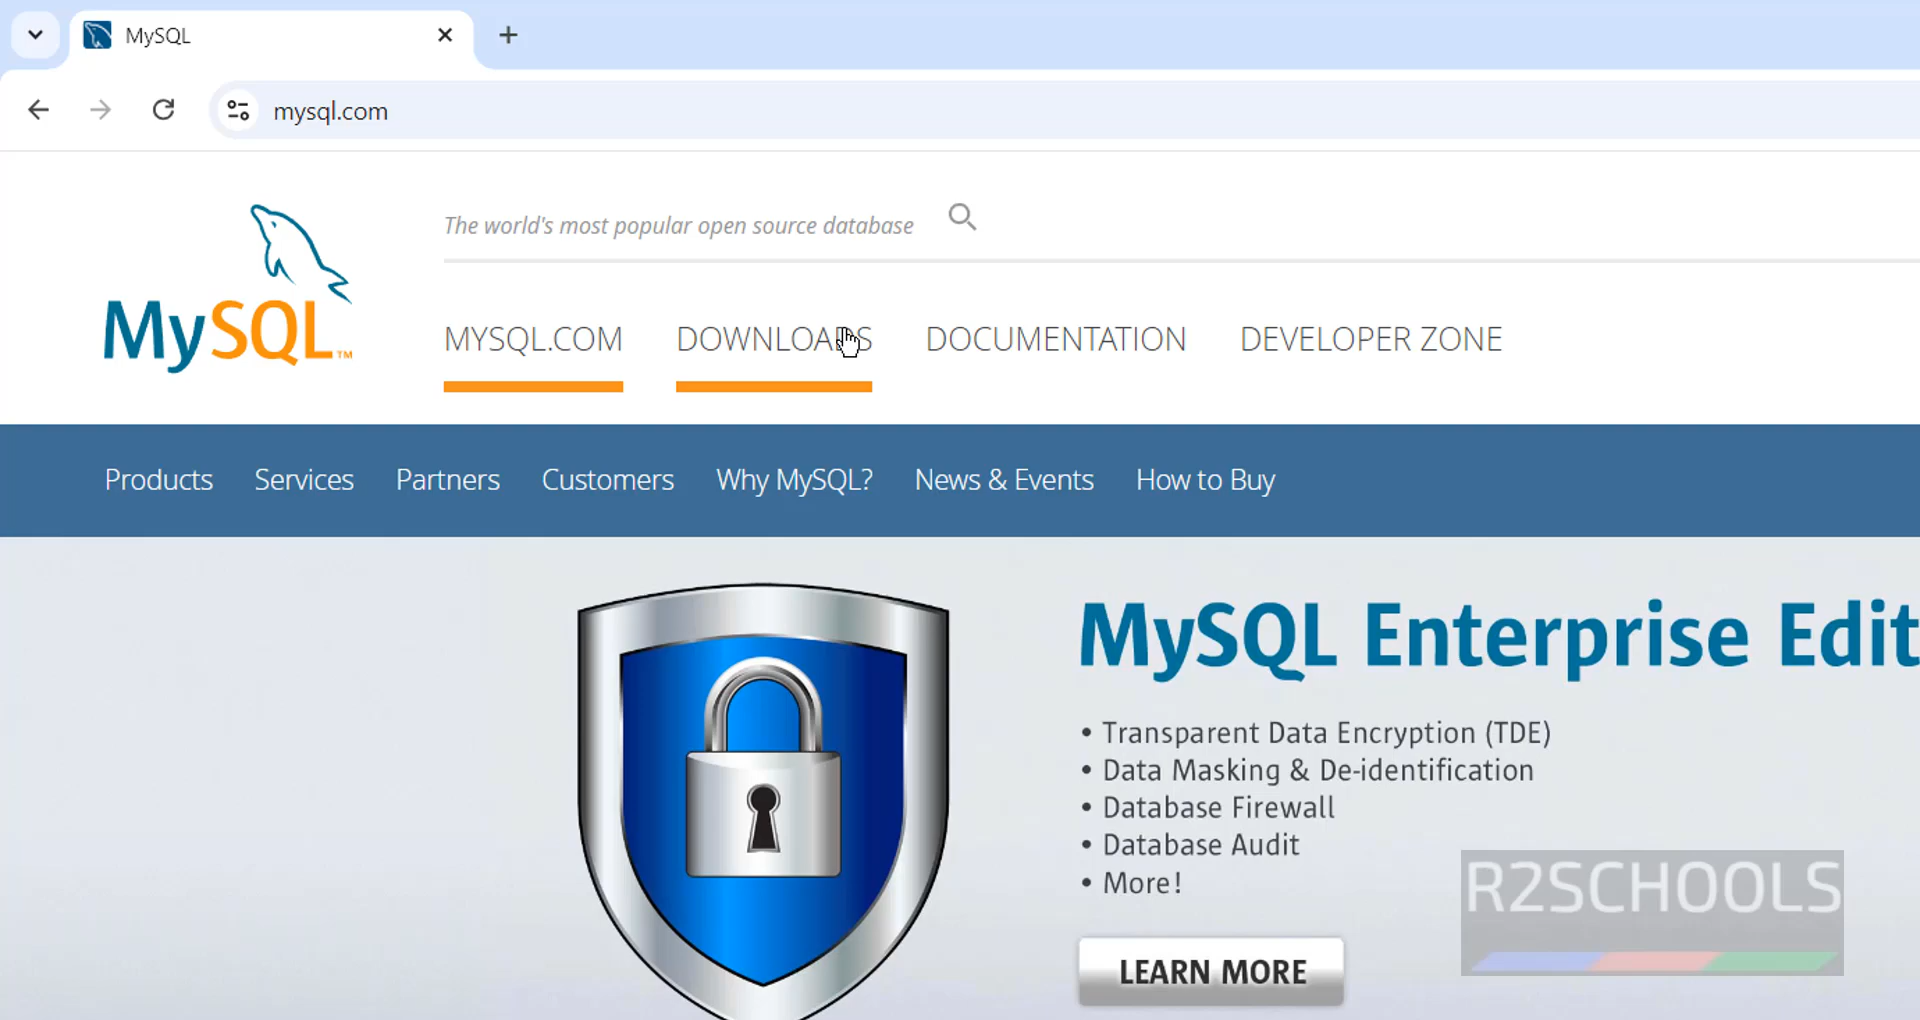 MySQL
mysql.com
The world's most popular open source database
MySQL™
MYSQL.COM DOWNLOADS DOCUMENTATION DEVELOPER ZONE
Products Services Partners Customers Why MySQL? News & Events How to Buy
MySQL Enterprise Edit
• Transparent Data Encryption (TDE)
• Data Masking & De-identification
• Database Firewall
• Database Audit
• More!
R2SCHOOLS
LEARN MORE